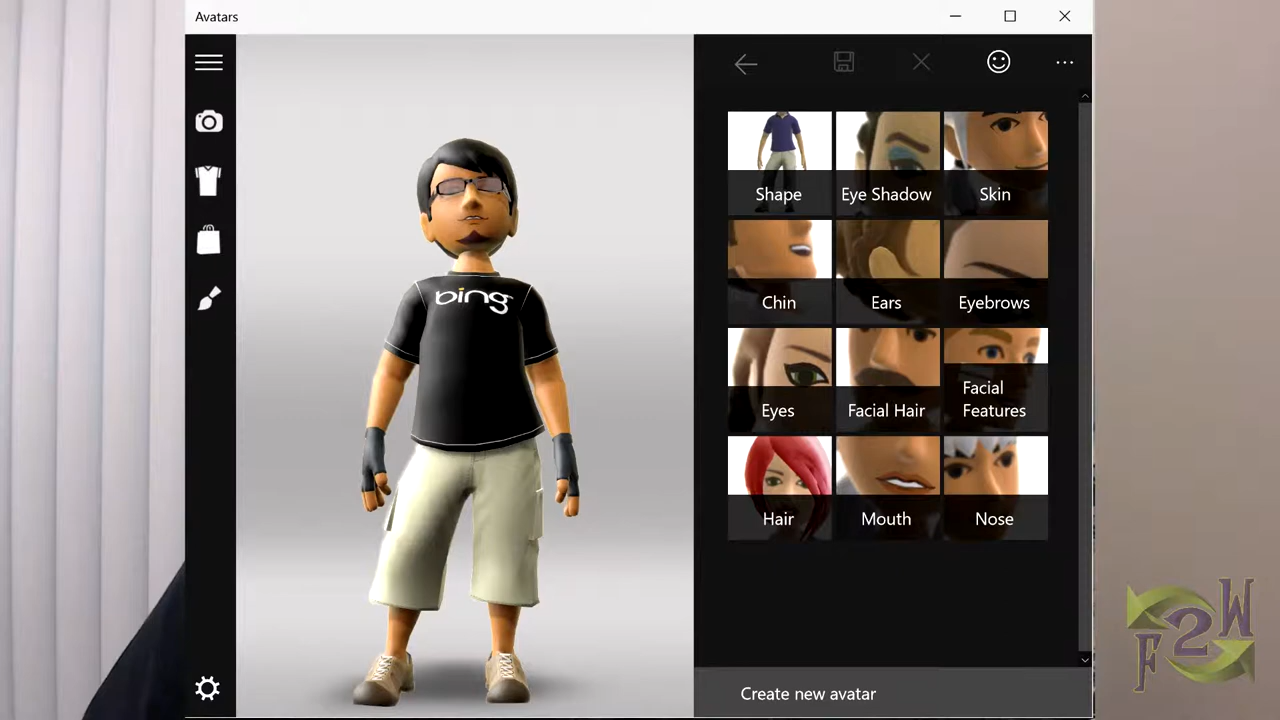 Avatars
bing
Shape
Eye Shadow
Skin
Chin
Ears
Eyebrows
Eyes
Facial Hair
Facial
Features
Hair
Mouth
Nose
Create new avatar
F2W